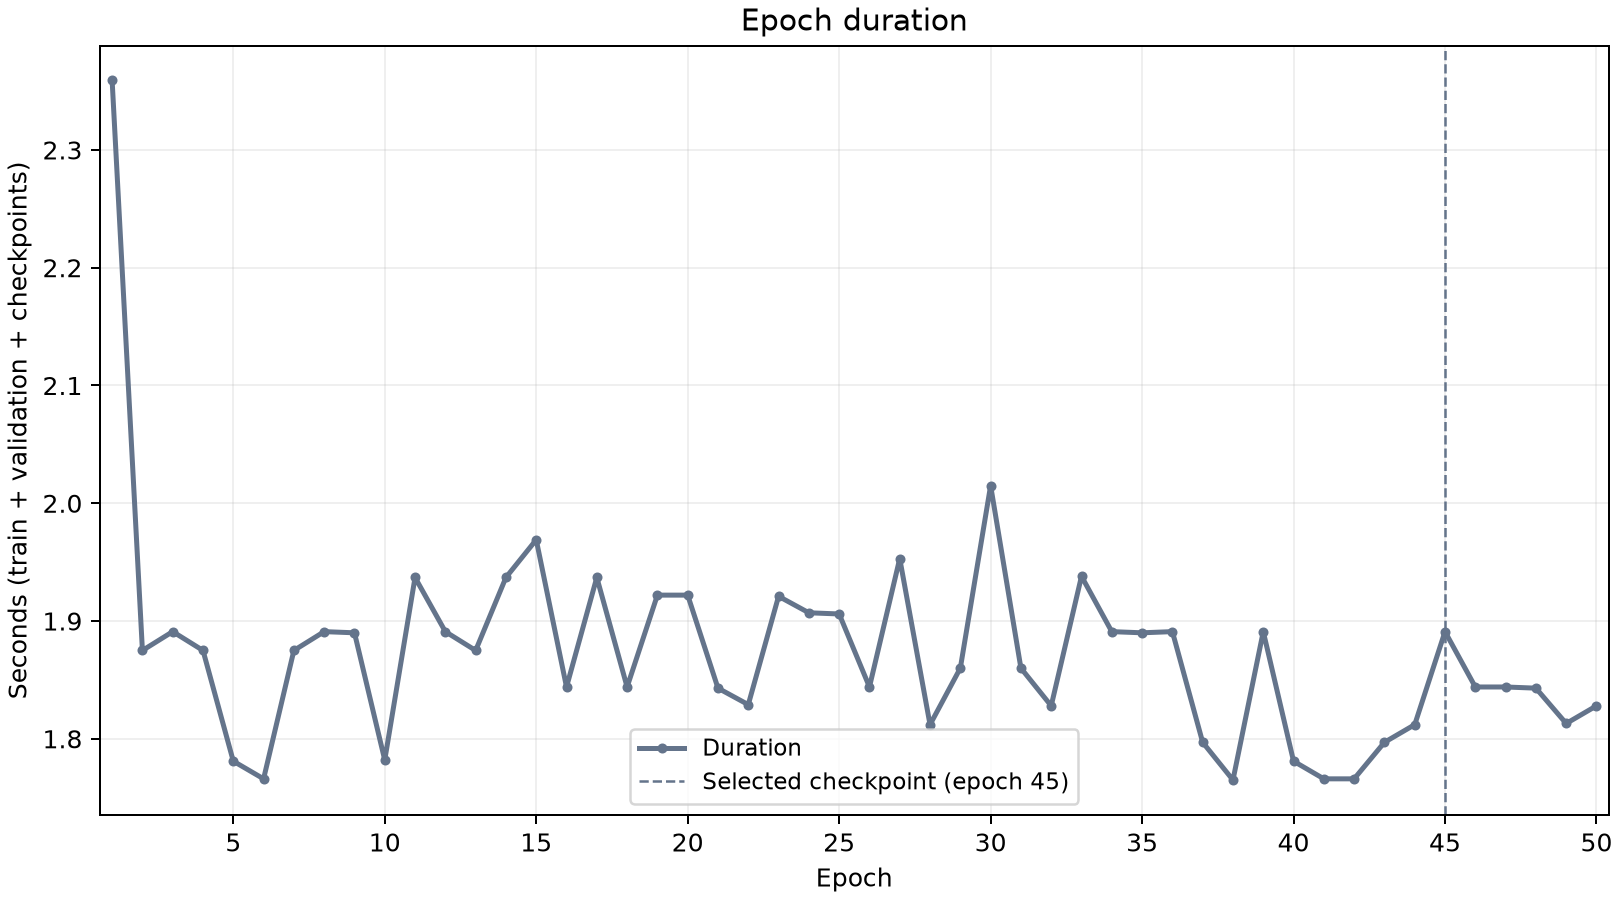 Epoch duration
Seconds (train + validation + checkpoints)
2.3
2.2
2.1
2.0
1.9
1.8
Duration
Selected checkpoint (epoch 45)
5 10 15 20 25 30 35 40 45 50
Epoch